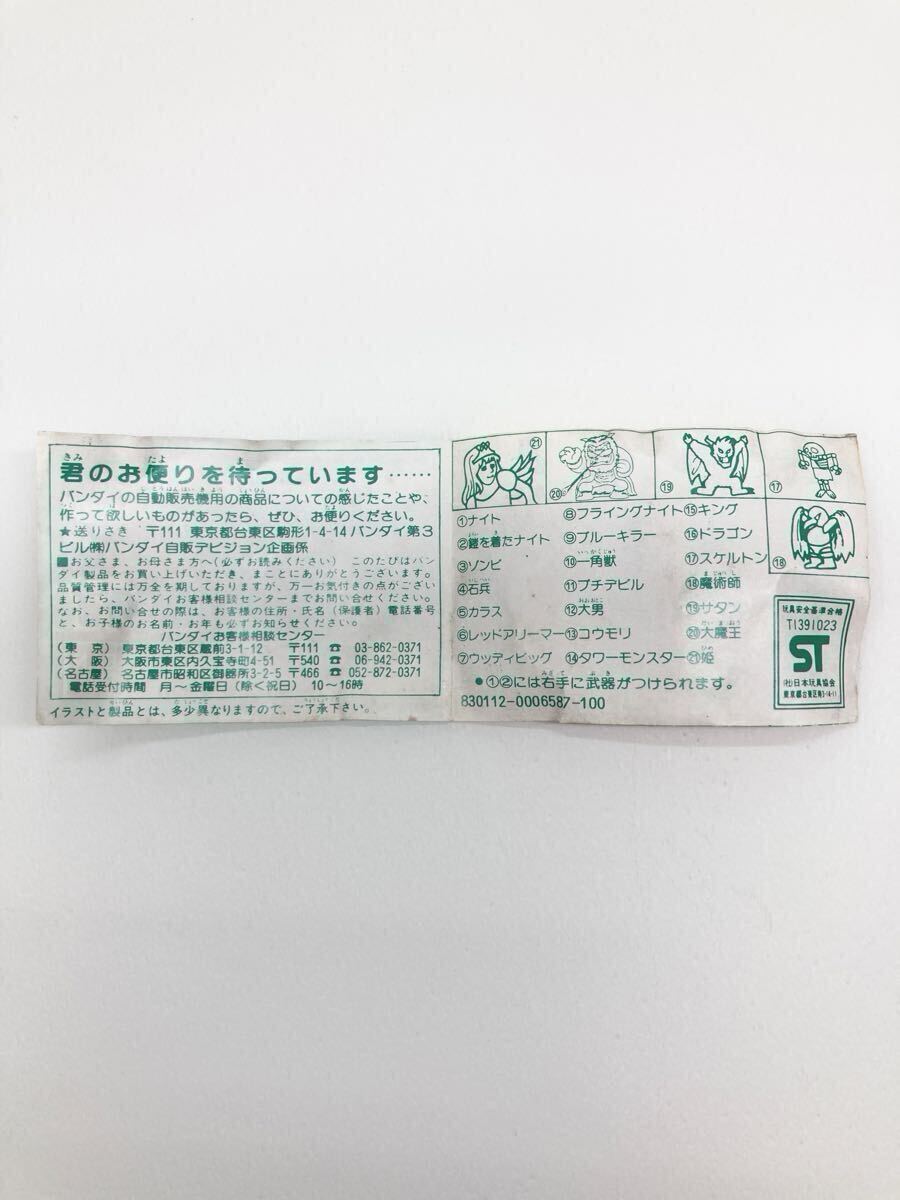 君のお便りを待っています……
バンダイの自動販売機用の商品についての感じたことや、
作って欲しいものがあったら、ぜひ、お便りください。
★送りさき 〒111 東京都台東区駒形1-4-14 バンダイ第3
ビル㈱バンダイ自販デビジョン企画係
■お父さま、お母さま方へ(必ずお読みください) このたびはバン
ダイ製品をお買い上げいただき、まことにありがとうございます。
品質管理には万全を期しておりますが、万一お気付きの点がござい
ましたら、バンダイお客様相談センターまでお問い合せください。
なお、お問い合せの際は、お客様の住所・氏名(保護者)電話番号
と、お子様のお名前・お年も必ずお知らせください。
バンダイお客様相談センター
(東 京) 東京都台東区蔵前3-1-12 〒111 ☎ 03-862-0371
(大 阪) 大阪市東区内久宝寺町4-51 〒540 ☎ 06-942-0371
(名古屋) 名古屋市昭和区御器所3-2-5 〒466 ☎ 052-872-0371
電話受付時間 月~金曜日(除く祝日) 10~16時
イラストと製品とは、多少異なりますので、ご了承下さい。
㉑
⑳
⑲
⑰
⑱
①ナイト
②鎧を着たナイト
③ゾンビ
④石兵
⑤カラス
⑥レッドアリーマー
⑦ウッディピッグ
⑧フライングナイト
⑨ブルーキラー
⑩一角獣
⑪プチデビル
⑫大男
⑬コウモリ
⑭タワーモンスター
⑮キング
⑯ドラゴン
⑰スケルトン
⑱魔術師
⑲サタン
⑳大魔王
㉑姫
●①②には右手に武器がつけられます。
830112-0006587-100
玩具安全基準合格
T1391023
ST
(社)日本玩具協会
東京都台東区駒形1-14-11